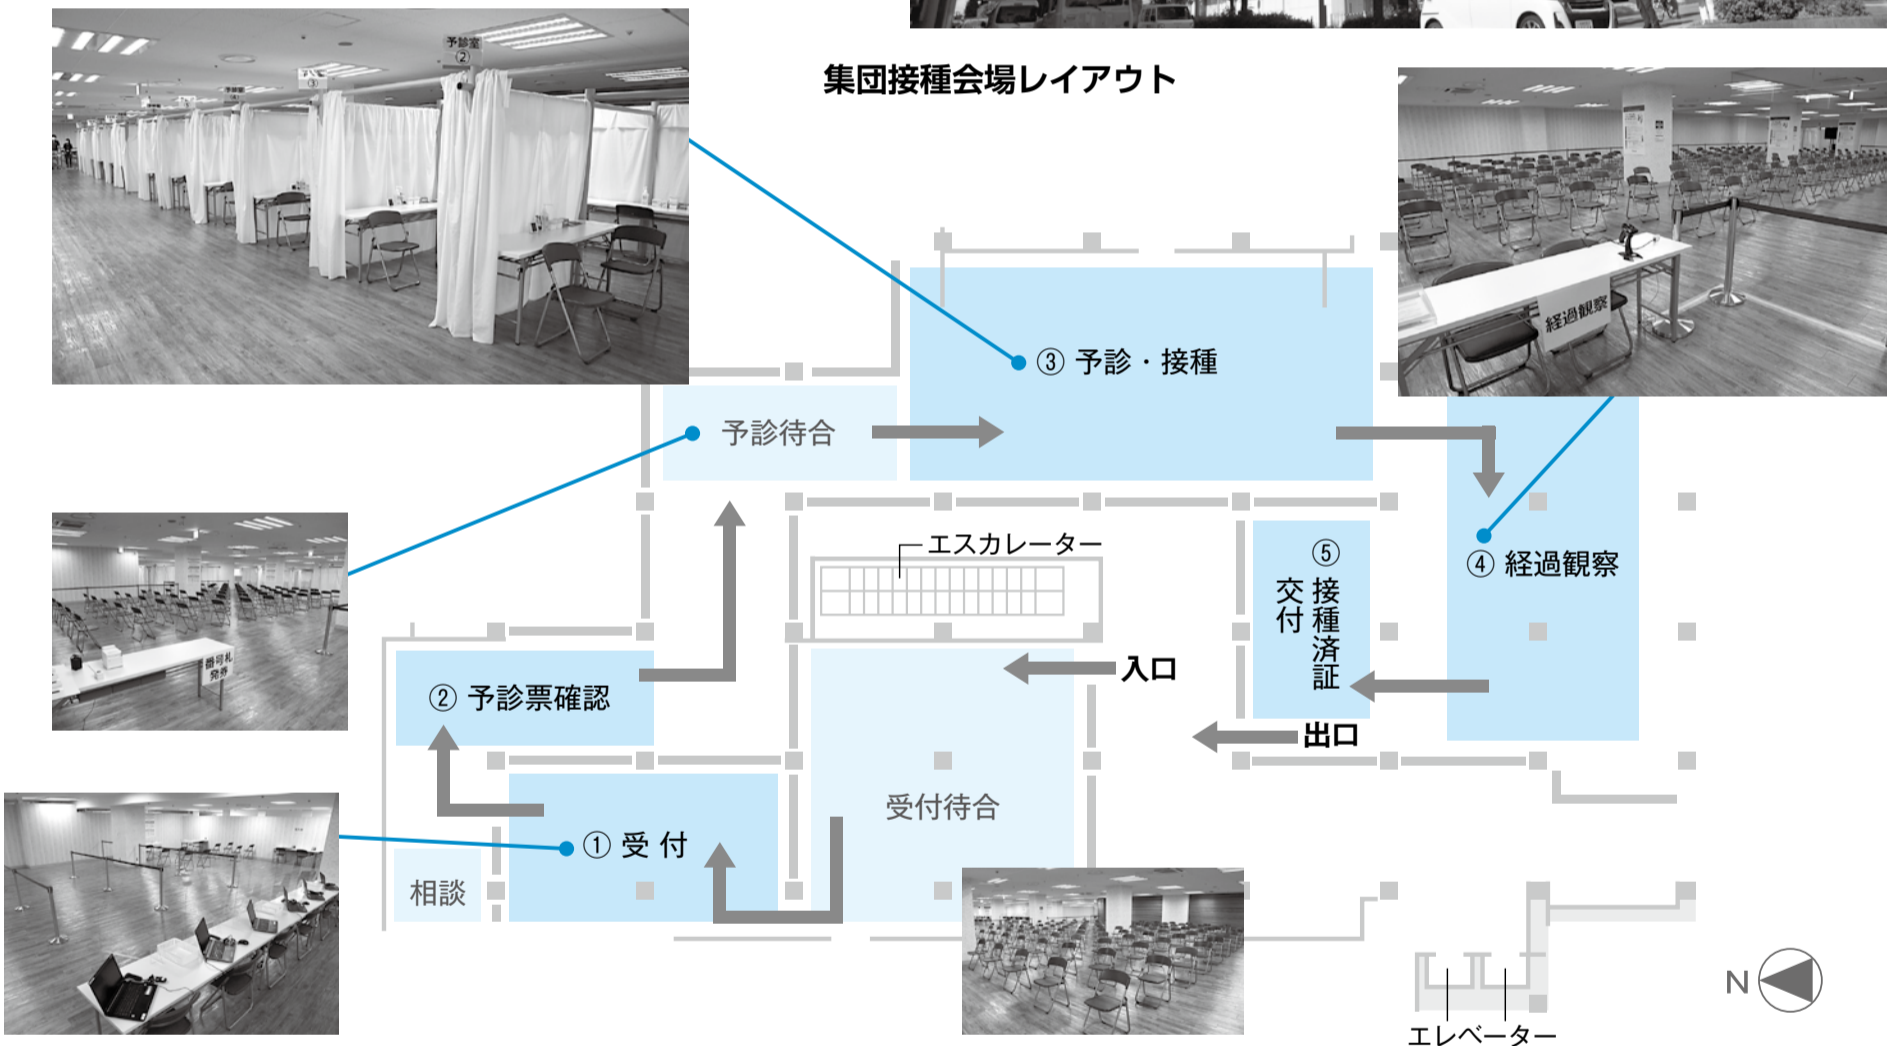 集団接種会場レイアウト
予診室
②
③
経過観察
③ 予診・接種
予診待合
エスカレーター
⑤ 接種済証
交付
④ 経過観察
番号札
発券
② 予診票確認
入口
出口
受付待合
① 受付
相談
N
エレベーター